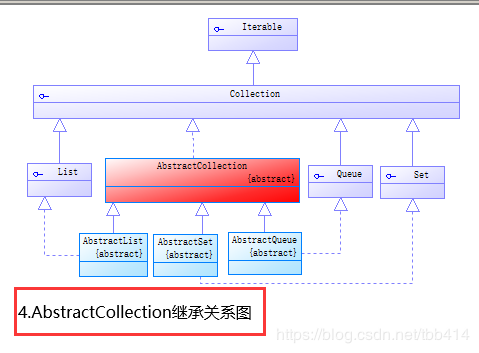 Iterable
Collection
List
AbstractCollection
{abstract}
Queue
Set
AbstractList
{abstract}
AbstractSet
{abstract}
AbstractQueue
{abstract}
4.AbstractCollection继承关系图
https://blog.csdn.net/tbb414